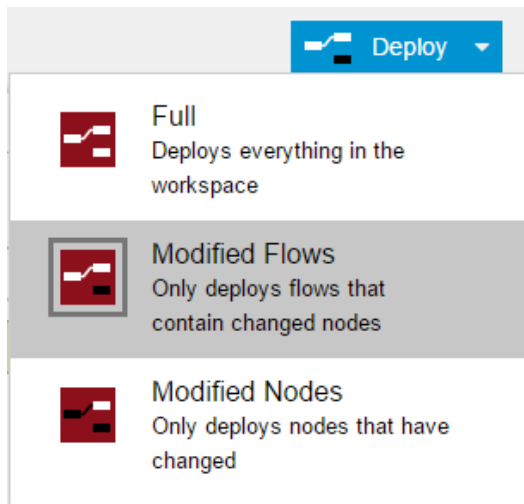 Deploy
Full
Deploys everything in the
workspace
Modified Flows
Only deploys flows that
contain changed nodes
Modified Nodes
Only deploys nodes that have
changed